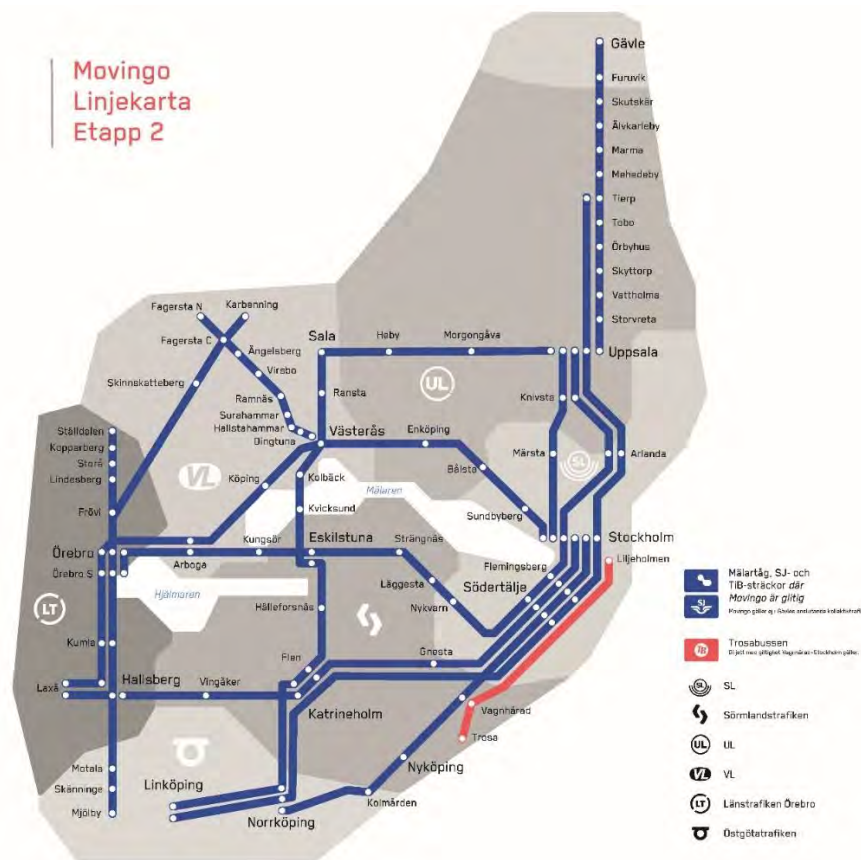 Movingo
Linjekarta
Etapp 2
Gävle
Furuvik
Skutskär
Älvkarleby
Marma
Mehedeby
Tierp
Tobo
Örbyhus
Skyttorp
Vattholma
Storvreta
Uppsala
Fagersta N
Karbenning
Fagersta C
Ängelsberg
Virsbo
Skinnskatteberg
Ramnäs
Surahammar
Hallstahammar
Dingtuna
Sala
Heby
Morgongåva
UL
Ransta
Knivsta
Västerås
Enköping
Märsta
SL
Arlanda
Bålsta
Sundbyberg
Ställdalen
Kopparberg
Storå
Lindesberg
Frövi
VL
Köping
Kolbäck
Mälaren
Kvicksund
Örebro
Arboga
Kungsör
Eskilstuna
Strängnäs
Flemingsberg
Stockholm
Liljeholmen
Örebro S
Hjälmaren
Läggesta
Södertälje
Nykvarn
LT
Hälleforsnäs
Kumla
Flen
Gnesta
Laxå
Hallsberg
Vingåker
Katrineholm
Vagnhärad
Trosa
Motala
Skänninge
Mjölby
Linköping
Norrköping
Nyköping
Kolmården
Mälartåg, SJ- och
TiB-sträckor där
Movingo är giltig
SJ
Trosabussen
SL
Sörmlandstrafiken
UL
UL
VL
VL
LT
Länstrafiken Örebro
Östgötatrafiken